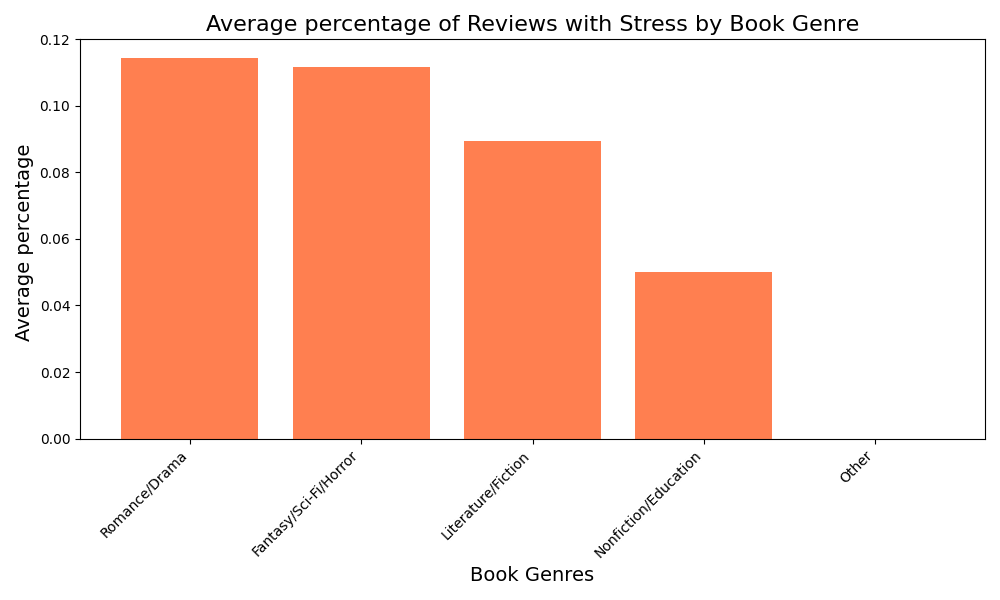 Average percentage of Reviews with Stress by Book Genre
Average percentage
0.12
0.10
0.08
0.06
0.04
0.02
0.00
Romance/Drama
Fantasy/Sci-Fi/Horror
Literature/Fiction
Nonfiction/Education
Other
Book Genres